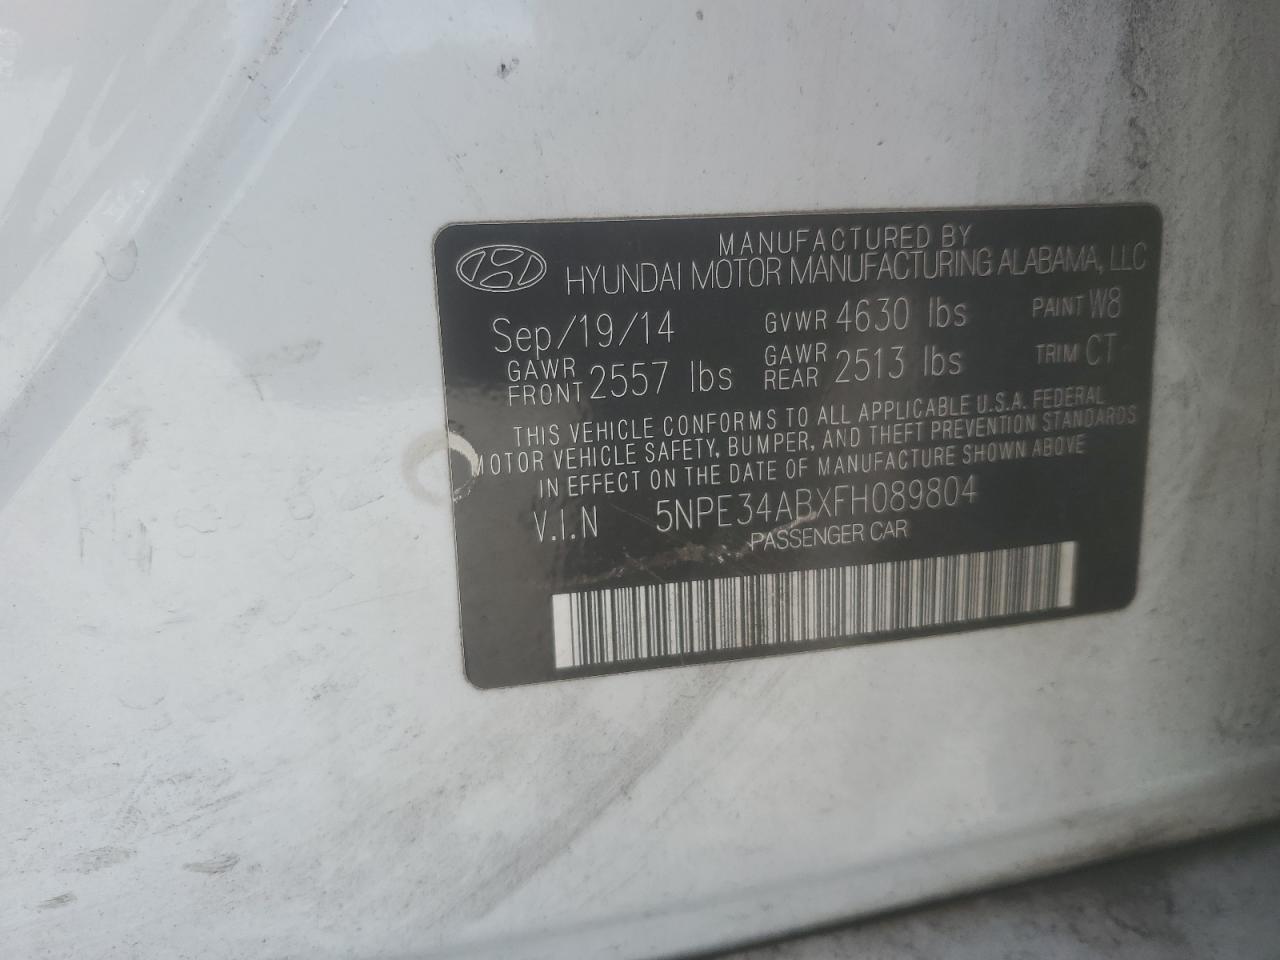 MANUFACTURED BY
HYUNDAI MOTOR MANUFACTURING ALABAMA, LLC
Sep/19/14 GVWR 4630 lbs PAINT W8
GAWR FRONT 2557 lbs GAWR REAR 2513 lbs TRIM CT
THIS VEHICLE CONFORMS TO ALL APPLICABLE U.S.A. FEDERAL
MOTOR VEHICLE SAFETY, BUMPER, AND THEFT PREVENTION STANDARDS
IN EFFECT ON THE DATE OF MANUFACTURE SHOWN ABOVE
V.I.N 5NPE34ABXFH089804
PASSENGER CAR